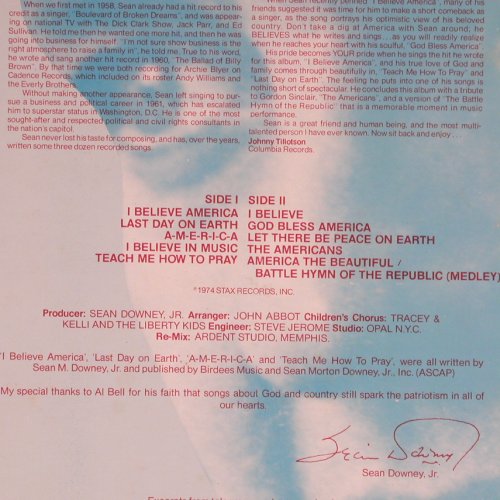 When we first met in 1958, Sean already had a hit record to his
credit as a singer, "Boulevard of Broken Dreams", and was appear-
ing on national TV with The Dick Clark Show, Jack Parr, and Ed
Sullivan. He told me then he wanted one more hit, and then he was
going into business for himself. "I'm not sure show business is the
right atmosphere to raise a family in", he told me. True to his word,
he wrote and sang another hit record in 1960, "The Ballad of Billy
Brown". By that time we were both recording for Archie Blyer on
Cadence Records, which included on its roster Andy Williams and
the Everly Brothers.
Without making another appearance, Sean left singing to pur-
sue a business and political career in 1961, which has escalated
him to superstar status in Washington, D.C. He is one of the most
sought-after and respected political and civil rights consultants in
the nation's capitol.
Sean never lost his taste for composing, and has, over the years,
written some three dozen recorded songs.
When Sean recently penned "I Believe America", many of his
friends suggested it was time for him to make a short comeback as
a singer, as the song portrays his optimistic view of his beloved
country. Don't take a dig at America with Sean around; he
BELIEVES what he writes and sings . . .as you will readily realize
when he reaches your heart with his soulful, "God Bless America".
His pride becomes YOUR pride when he sings the hit he wrote
for this album, "I Believe America", and his true love of God and
family comes through beautifully in, "Teach Me How To Pray" and
"Last Day on Earth". The feeling he puts into one of his songs is
nothing short of spectacular. He concludes this album with a tribute
to Gordon Sinclair, "The Americans", and a version of "The Battle
Hymn of the Republic" that is a memorable moment in music
performance.
Sean is a great friend and human being, and the most multi-
talented person I have ever known. Now sit back and enjoy . . .
Johnny Tillotson
Columbia Records.
SIDE I
I BELIEVE AMERICA
LAST DAY ON EARTH
A-M-E-R-I-C-A
I BELIEVE IN MUSIC
TEACH ME HOW TO PRAY
SIDE II
I BELIEVE
GOD BLESS AMERICA
LET THERE BE PEACE ON EARTH
THE AMERICANS
AMERICA THE BEAUTIFUL /
BATTLE HYMN OF THE REPUBLIC (MEDLEY)
©1974 STAX RECORDS, INC.
Producer: SEAN DOWNEY, JR. Arranger: JOHN ABBOT Children's Chorus: TRACEY &
KELLI AND THE LIBERTY KIDS Engineer: STEVE JEROME Studio: OPAL N.Y.C.
Re-Mix: ARDENT STUDIO, MEMPHIS.
'I Believe America', 'Last Day on Earth', 'A-M-E-R-I-C-A' and 'Teach Me How To Pray', were all written by
Sean M. Downey, Jr. and published by Birdees Music and Sean Morton Downey, Jr., Inc. (ASCAP)
My special thanks to Al Bell for his faith that songs about God and country still spark the patriotism in all of
our hearts.
Sean Downey, Jr.
Sean Downey, Jr.